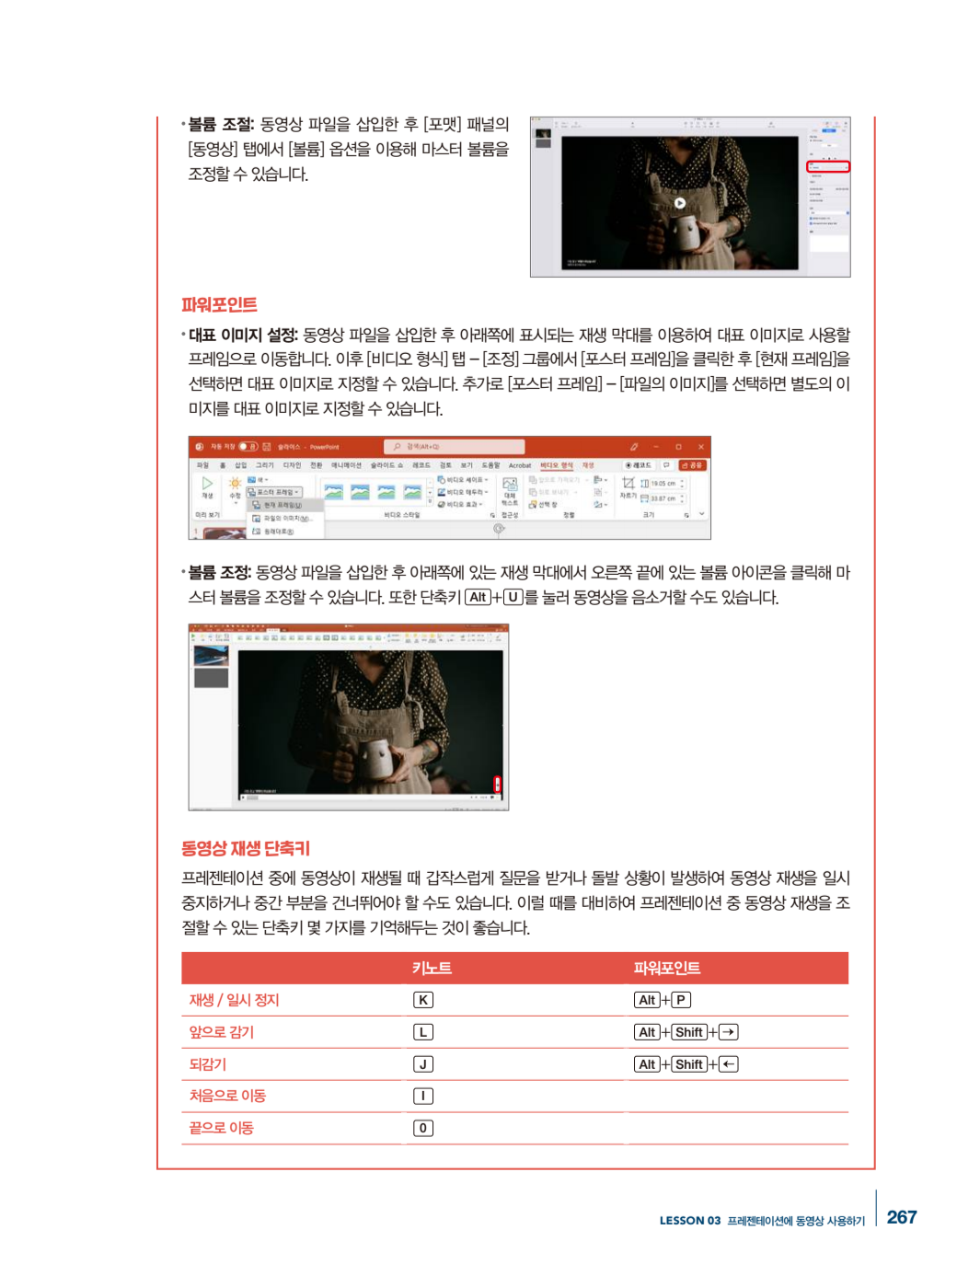 • 볼륨 조절: 동영상 파일을 삽입한 후 [포맷] 패널의
[동영상] 탭에서 [볼륨] 옵션을 이용해 마스터 볼륨을
조정할 수 있습니다.
파워포인트
• 대표 이미지 설정: 동영상 파일을 삽입한 후 아래쪽에 표시되는 재생 막대를 이용하여 대표 이미지로 사용할
프레임으로 이동합니다. 이후 [비디오 형식] 탭 – [조정] 그룹에서 [포스터 프레임]을 클릭한 후 [현재 프레임]을
선택하면 대표 이미지로 지정할 수 있습니다. 추가로 [포스터 프레임] – [파일의 이미지]를 선택하면 별도의 이
미지를 대표 이미지로 지정할 수 있습니다.
자동 저장 슬라이스 - PowerPoint 검색(Alt+Q)
파일 홈 삽입 그리기 디자인 전환 애니메이션 슬라이드 쇼 레코드 검토 보기 도움말 Acrobat 비디오 형식 재생 레코드 공유
색 비디오 셰이프 19.05 cm
재생 수정 포스터 프레임 비디오 테두리 대체 텍스트 자르기 33.87 cm
현재 프레임(U) 비디오 효과 선택 창
미리 보기 파일의 이미지(N)... 비디오 스타일 접근성 정렬 크기
1 원래대로(R)
• 볼륨 조정: 동영상 파일을 삽입한 후 아래쪽에 있는 재생 막대에서 오른쪽 끝에 있는 볼륨 아이콘을 클릭해 마
스터 볼륨을 조정할 수 있습니다. 또한 단축키 Alt+U를 눌러 동영상을 음소거할 수도 있습니다.
동영상 재생 단축키
프레젠테이션 중에 동영상이 재생될 때 갑작스럽게 질문을 받거나 돌발 상황이 발생하여 동영상 재생을 일시
중지하거나 중간 부분을 건너뛰어야 할 수도 있습니다. 이럴 때를 대비하여 프레젠테이션 중 동영상 재생을 조
절할 수 있는 단축키 몇 가지를 기억해두는 것이 좋습니다.
키노트 파워포인트
재생 / 일시 정지 K Alt+P
앞으로 감기 L Alt+Shift+→
되감기 J Alt+Shift+←
처음으로 이동 I
끝으로 이동 0
LESSON 03 프레젠테이션에 동영상 사용하기 267